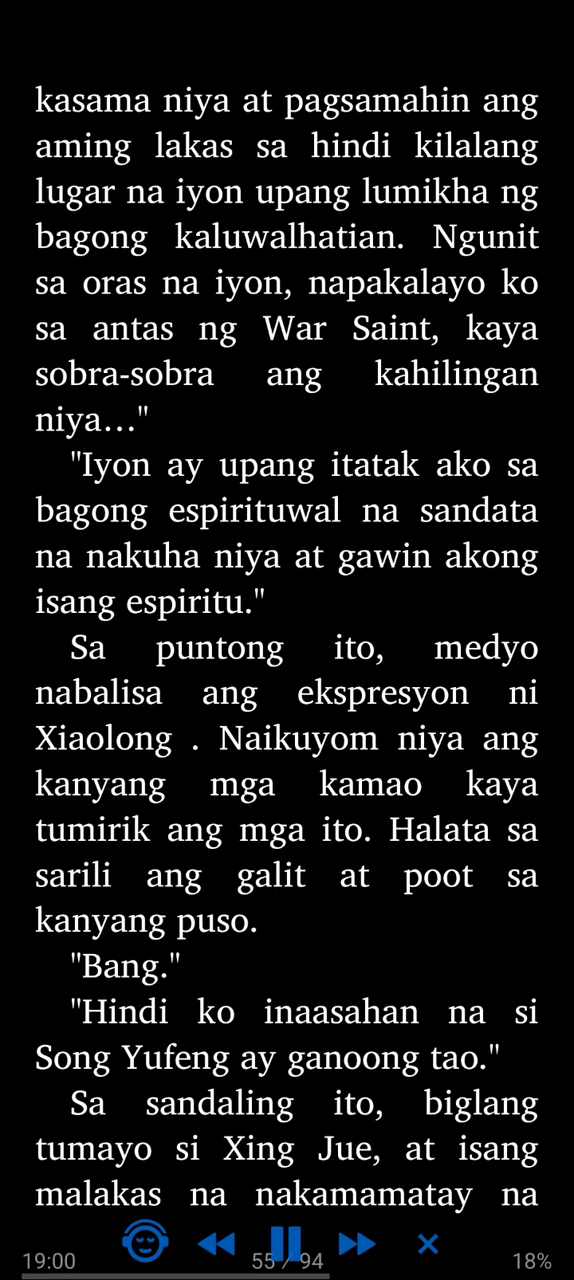 kasama niya at pagsamahin ang
aming lakas sa hindi kilalang
lugar na iyon upang lumikha ng
bagong kaluwalhatian. Ngunit
sa oras na iyon, napakalayo ko
sa antas ng War Saint, kaya
sobra-sobra ang kahilingan
niya…"
"Iyon ay upang itatak ako sa
bagong espirituwal na sandata
na nakuha niya at gawin akong
isang espiritu."
Sa puntong ito, medyo
nabalisa ang ekspresyon ni
Xiaolong . Naikuyom niya ang
kanyang mga kamao kaya
tumirik ang mga ito. Halata sa
sarili ang galit at poot sa
kanyang puso.
"Bang."
"Hindi ko inaasahan na si
Song Yufeng ay ganoong tao."
Sa sandaling ito, biglang
tumayo si Xing Jue, at isang
malakas na nakamamatay na
19:00 55 / 94 18%